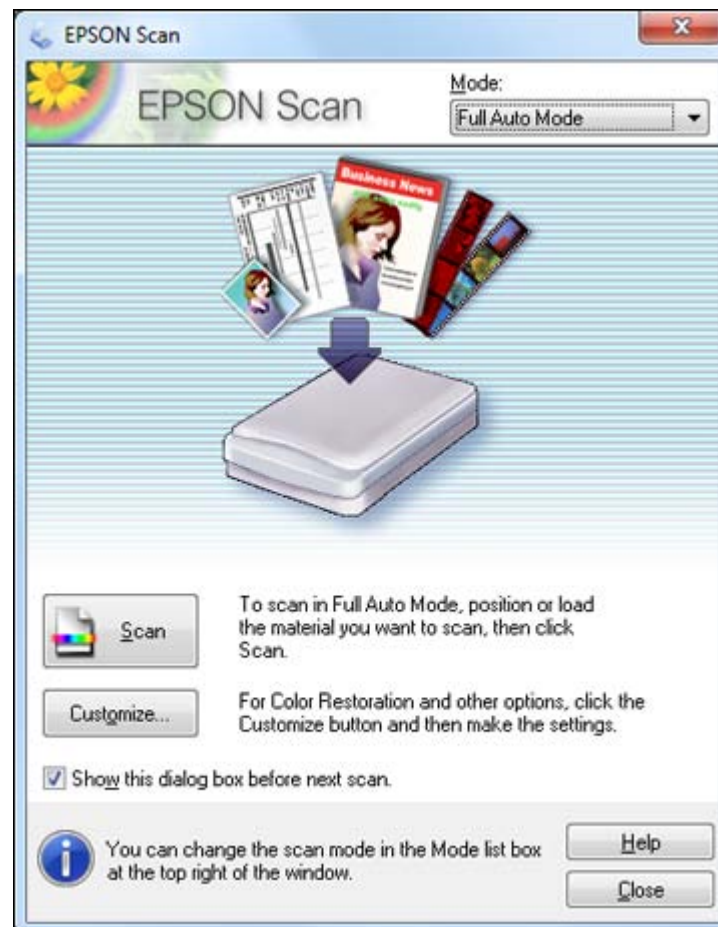 EPSON Scan
EPSON Scan
Mode:
Full Auto Mode
Business News
Scan
To scan in Full Auto Mode, position or load
the material you want to scan, then click
Scan.
Customize...
For Color Restoration and other options, click the
Customize button and then make the settings.
Show this dialog box before next scan.
You can change the scan mode in the Mode list box
at the top right of the window.
Help
Close